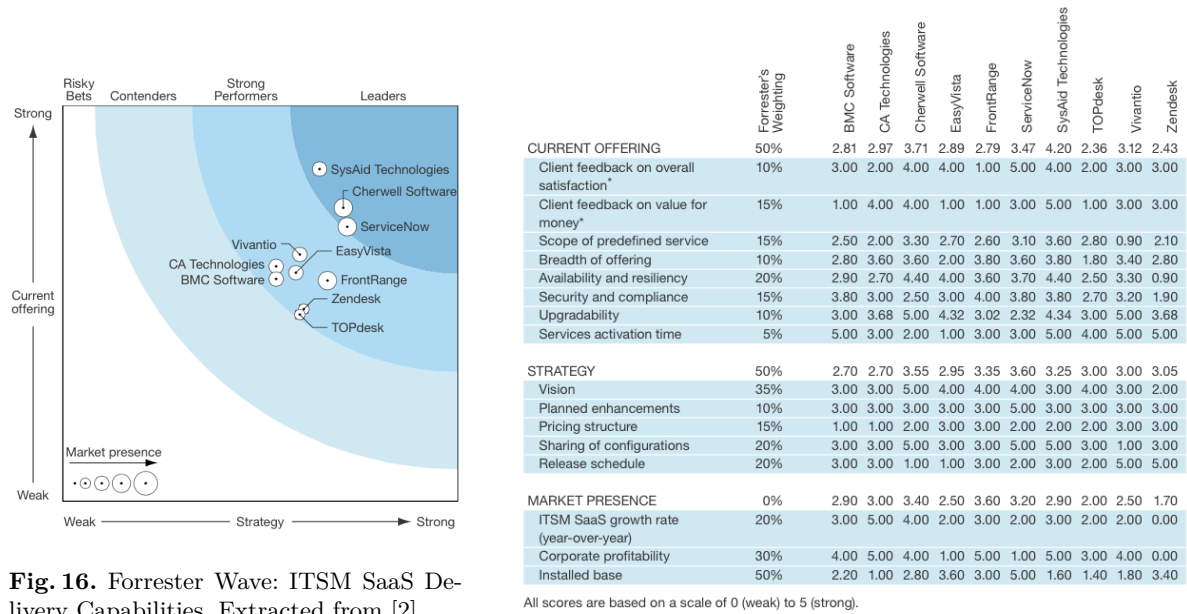 Risky
Bets
Contenders
Strong
Performers
Leaders
Strong
Current
offering
Weak
SysAid Technologies
Cherwell Software
ServiceNow
Vivantio
EasyVista
CA Technologies
BMC Software
FrontRange
Zendesk
TOPdesk
Market presence
Weak Strategy Strong
Fig. 16. Forrester Wave: ITSM SaaS De-
livery Capabilities. Extracted from [2]
Forrester's
Weighting
BMC Software
CA Technologies
Cherwell Software
EasyVista
FrontRange
ServiceNow
SysAid Technologies
TOPdesk
Vivantio
Zendesk
CURRENT OFFERING 50% 2.81 2.97 3.71 2.89 2.79 3.47 4.20 2.36 3.12 2.43
Client feedback on overall 10% 3.00 2.00 4.00 4.00 1.00 5.00 4.00 2.00 3.00 3.00
satisfaction*
Client feedback on value for 15% 1.00 4.00 4.00 1.00 1.00 3.00 5.00 1.00 3.00 3.00
money*
Scope of predefined service 15% 2.50 2.00 3.30 2.70 2.60 3.10 3.60 2.80 0.90 2.10
Breadth of offering 10% 2.80 3.60 3.60 2.00 3.80 3.60 3.80 1.80 3.40 2.80
Availability and resiliency 20% 2.90 2.70 4.40 4.00 3.60 3.70 4.40 2.50 3.30 0.90
Security and compliance 15% 3.80 3.00 2.50 3.00 4.00 3.80 3.80 2.70 3.20 1.90
Upgradability 10% 3.00 3.68 5.00 4.32 3.02 2.32 4.34 3.00 5.00 3.68
Services activation time 5% 5.00 3.00 2.00 1.00 3.00 3.00 5.00 4.00 5.00 5.00
STRATEGY 50% 2.70 2.70 3.55 2.95 3.35 3.60 3.25 3.00 3.00 3.05
Vision 35% 3.00 3.00 5.00 4.00 4.00 4.00 3.00 4.00 3.00 2.00
Planned enhancements 10% 3.00 3.00 3.00 3.00 3.00 5.00 3.00 3.00 3.00 3.00
Pricing structure 15% 1.00 1.00 2.00 3.00 3.00 2.00 2.00 2.00 3.00 3.00
Sharing of configurations 20% 3.00 3.00 5.00 3.00 3.00 5.00 5.00 3.00 1.00 3.00
Release schedule 20% 3.00 3.00 1.00 1.00 3.00 2.00 3.00 2.00 5.00 5.00
MARKET PRESENCE 0% 2.90 3.00 3.40 2.50 3.60 3.20 2.90 2.00 2.50 1.70
ITSM SaaS growth rate 20% 3.00 5.00 4.00 2.00 3.00 2.00 3.00 2.00 2.00 0.00
(year-over-year)
Corporate profitability 30% 4.00 5.00 4.00 1.00 5.00 1.00 5.00 3.00 4.00 0.00
Installed base 50% 2.20 1.00 2.80 3.60 3.00 5.00 1.60 1.40 1.80 3.40
All scores are based on a scale of 0 (weak) to 5 (strong).